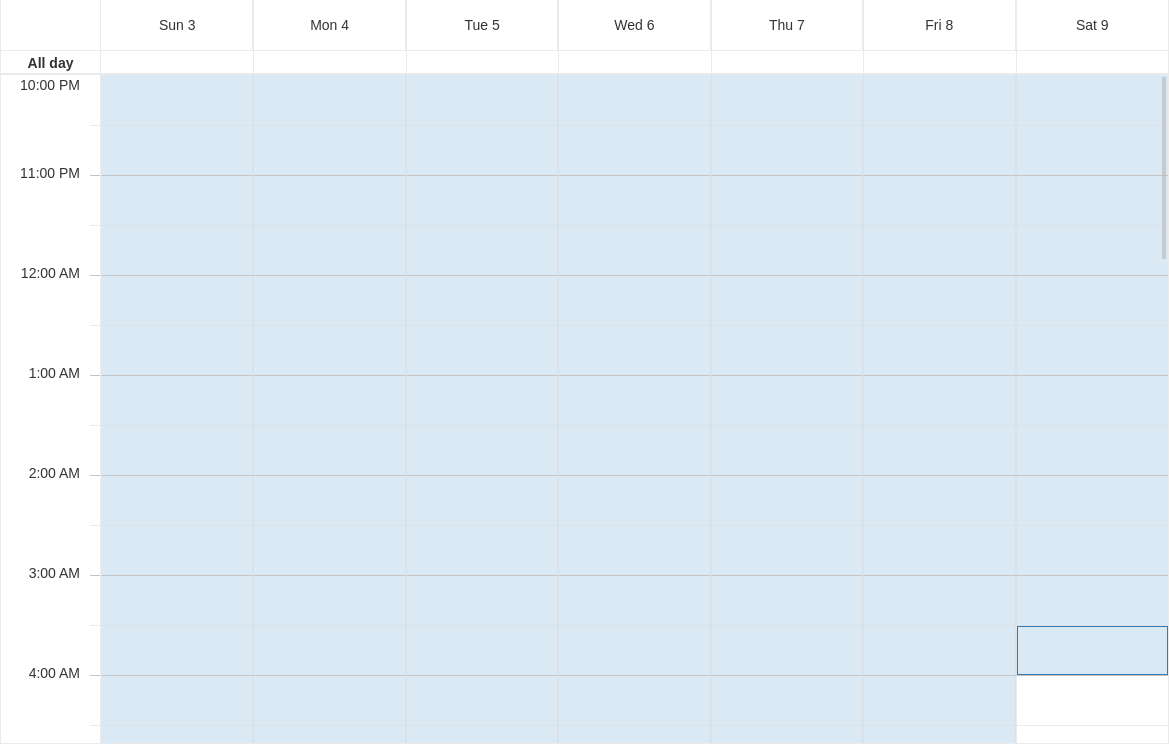 Sun 3 Mon 4 Tue 5 Wed 6 Thu 7 Fri 8 Sat 9
All day
10:00 PM
11:00 PM
12:00 AM
1:00 AM
2:00 AM
3:00 AM
4:00 AM